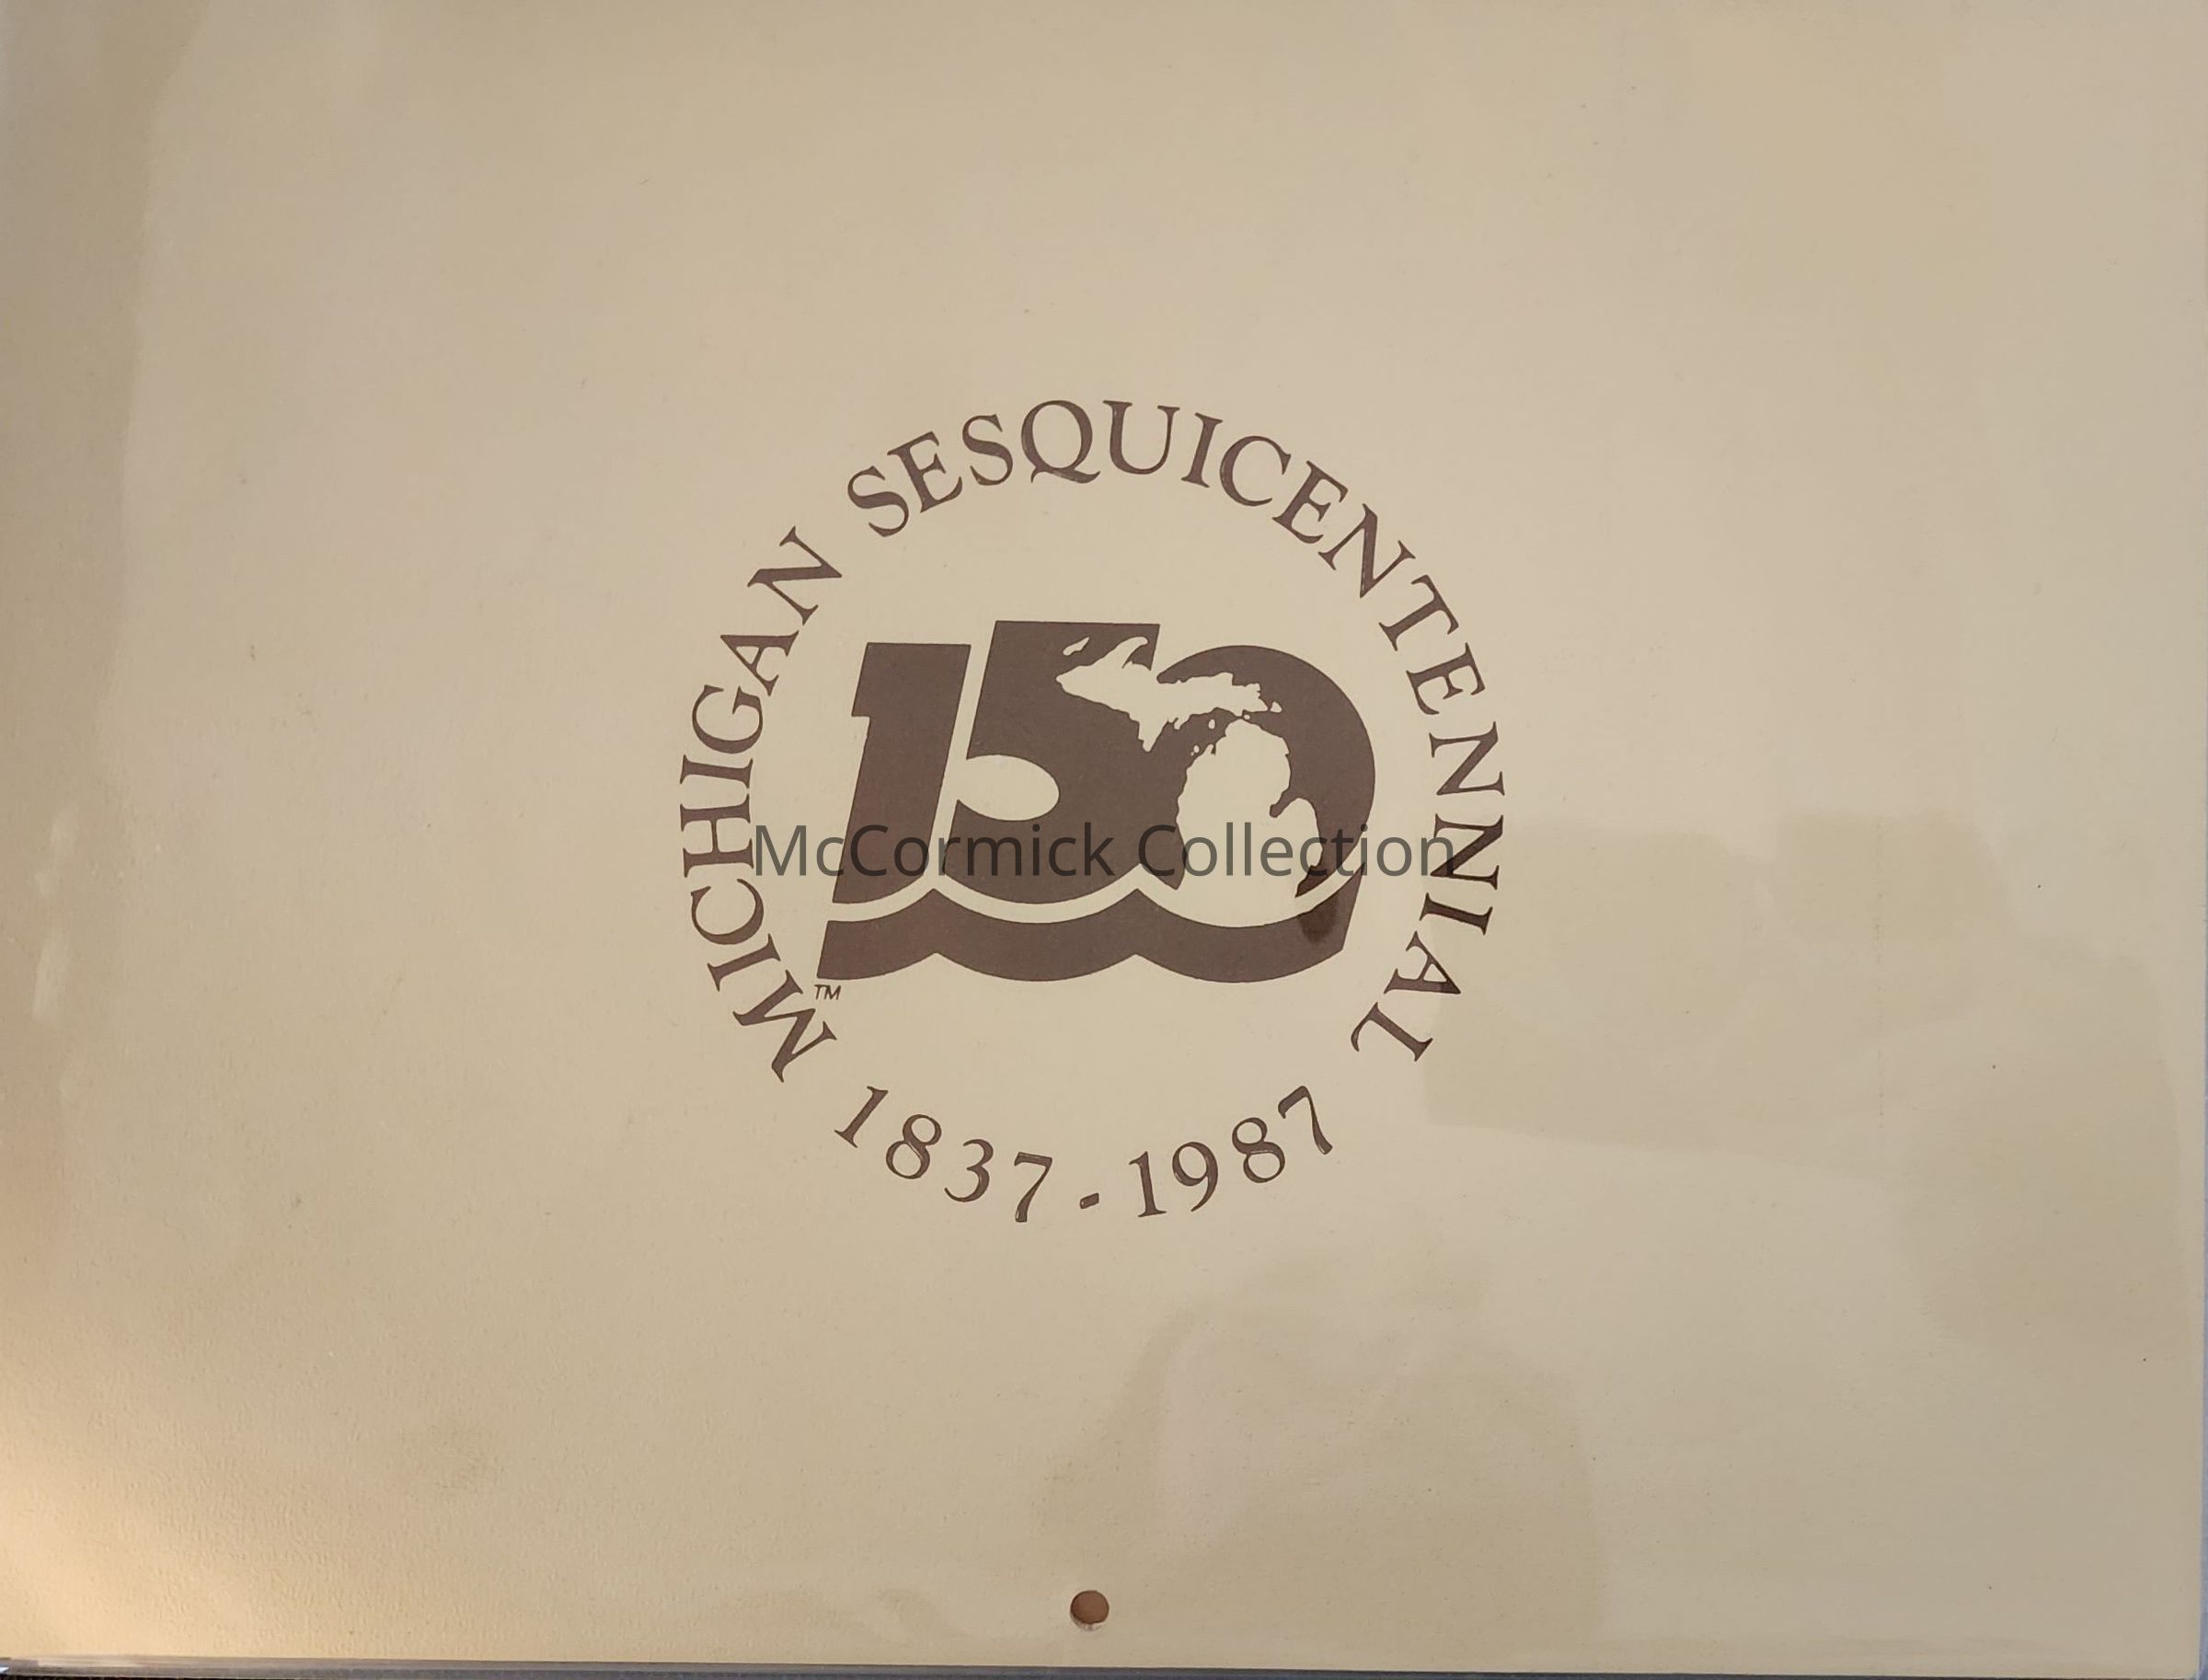 MICHIGAN SESQUICENTENNIAL
150
TM
McCormick Collection
1837 - 1987